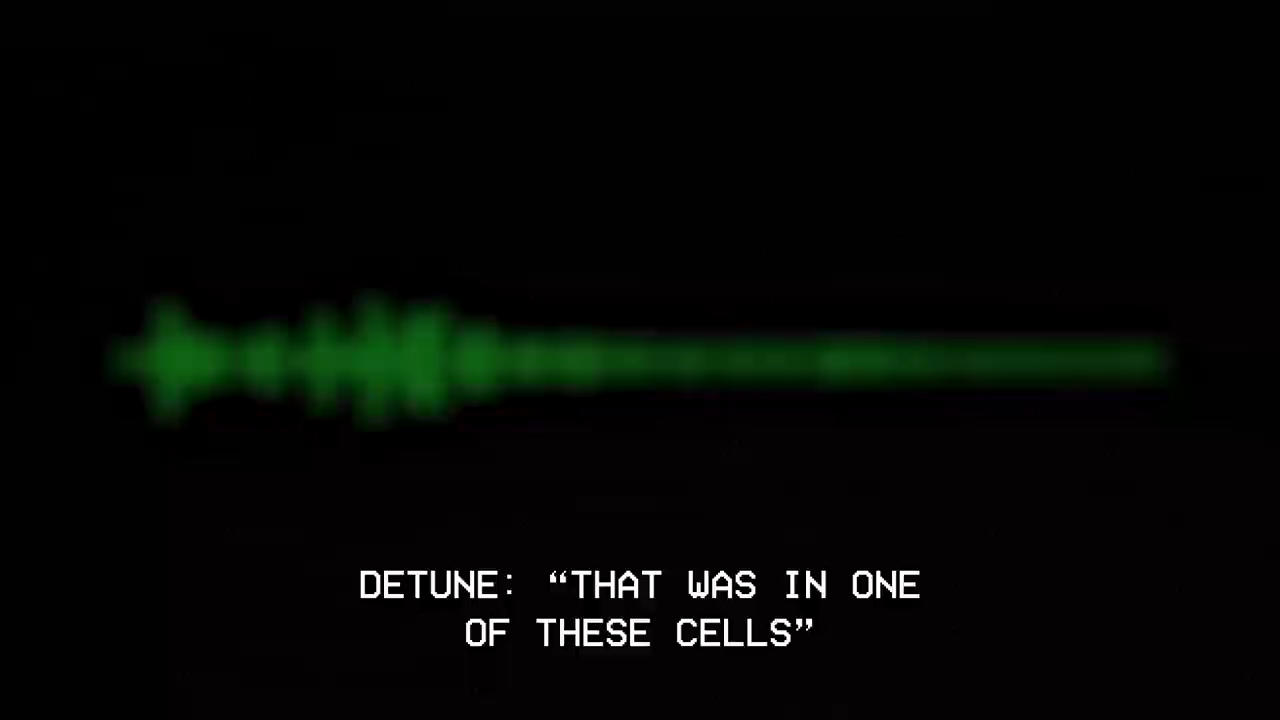 DETUNE: “THAT WAS IN ONE
OF THESE CELLS”